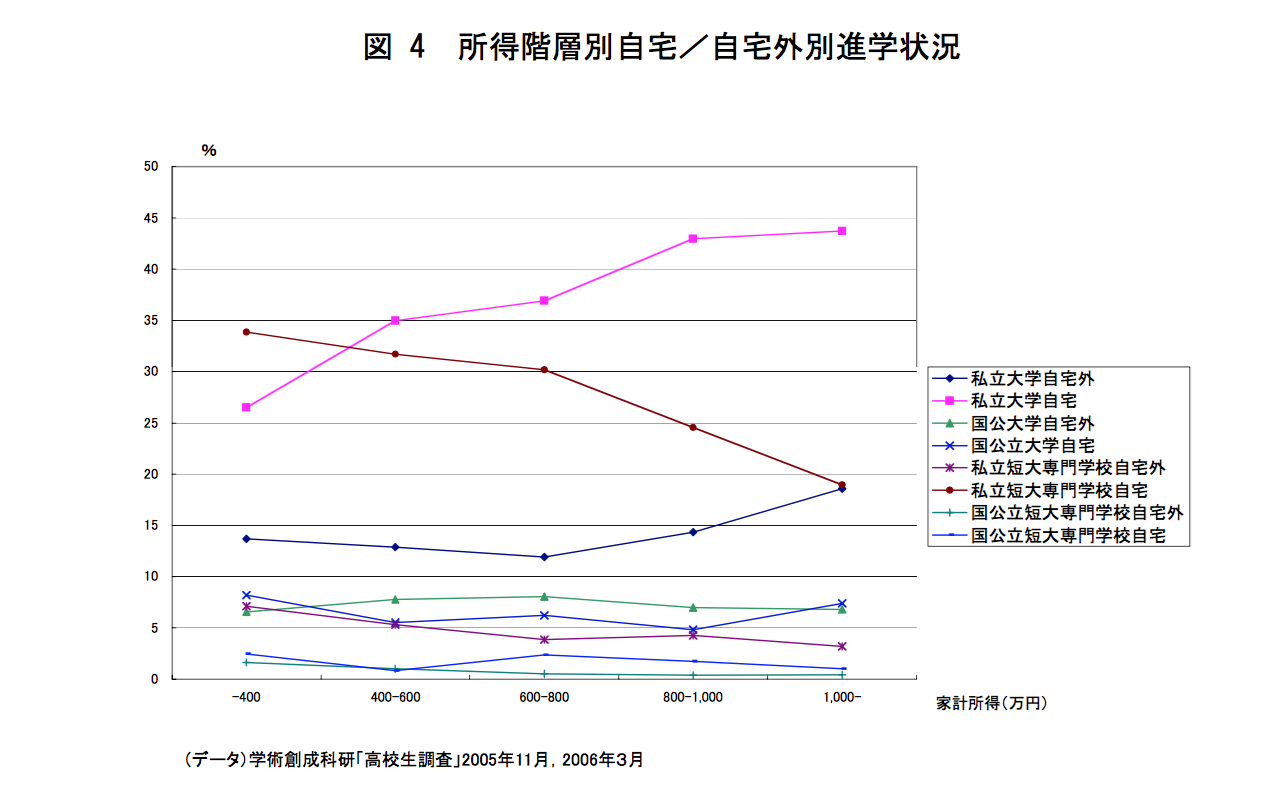 図 4 所得階層別自宅／自宅外別進学状況
%
50
45
40
35
30
25
20
15
10
5
0
-400
400-600
600-800
800-1,000
1,000-
家計所得(万円)
私立大学自宅外
私立大学自宅
国公大学自宅外
国公立大学自宅
私立短大専門学校自宅外
私立短大専門学校自宅
国公立短大専門学校自宅外
国公立短大専門学校自宅
(データ)学術創成科研「高校生調査」2005年11月, 2006年3月